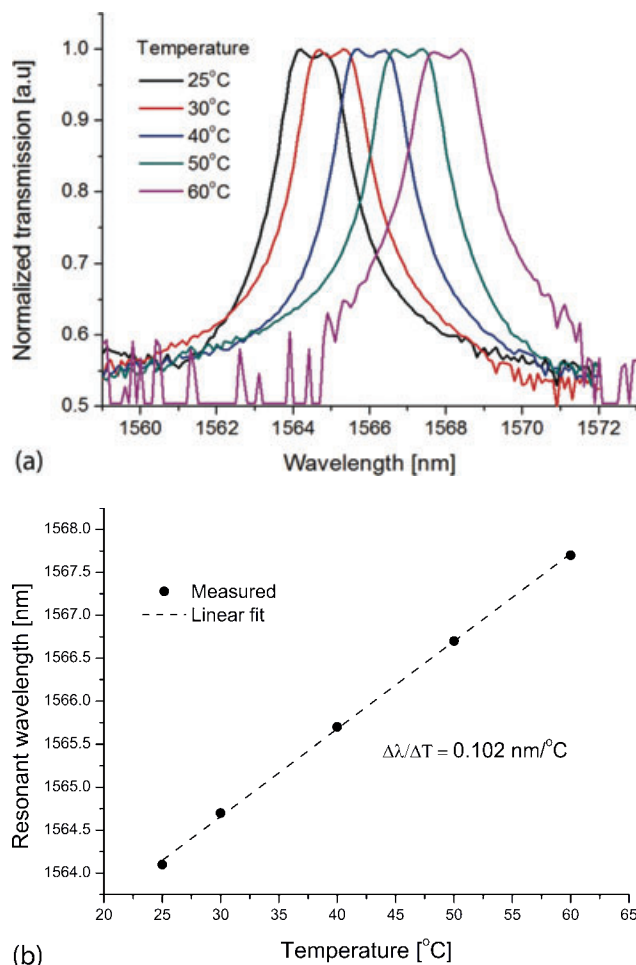 Normalized transmission [a.u]
1.0
0.9
0.8
0.7
0.6
0.5
Temperature
25°C
30°C
40°C
50°C
60°C
1560 1562 1564 1566 1568 1570 1572
Wavelength [nm]
(a)
Resonant wavelength [nm]
1568.0
1567.5
1567.0
1566.5
1566.0
1565.5
1565.0
1564.5
1564.0
Measured
Linear fit
Δλ/ΔT = 0.102 nm/°C
20 25 30 35 40 45 50 55 60 65
Temperature [°C]
(b)